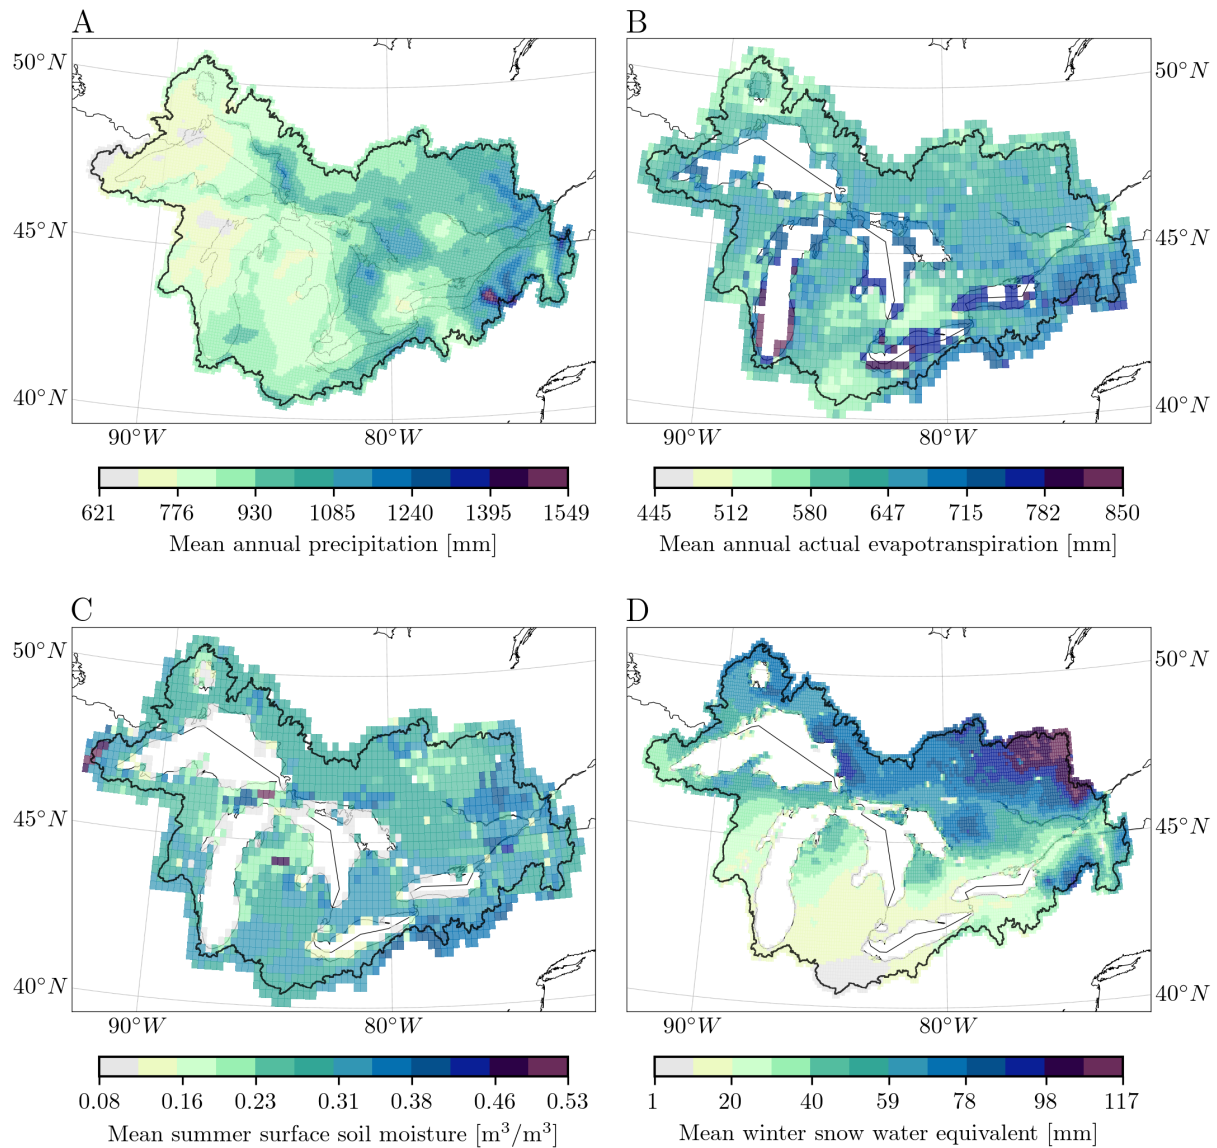 A
B
50°N
45°N
40°N
50°N
45°N
40°N
90°W
80°W
90°W
80°W
621 776 930 1085 1240 1395 1549
Mean annual precipitation [mm]
445 512 580 647 715 782 850
Mean annual actual evapotranspiration [mm]
C
D
50°N
45°N
40°N
50°N
45°N
40°N
90°W
80°W
90°W
80°W
0.08 0.16 0.23 0.31 0.38 0.46 0.53
Mean summer surface soil moisture [m³/m³]
1 20 40 59 78 98 117
Mean winter snow water equivalent [mm]